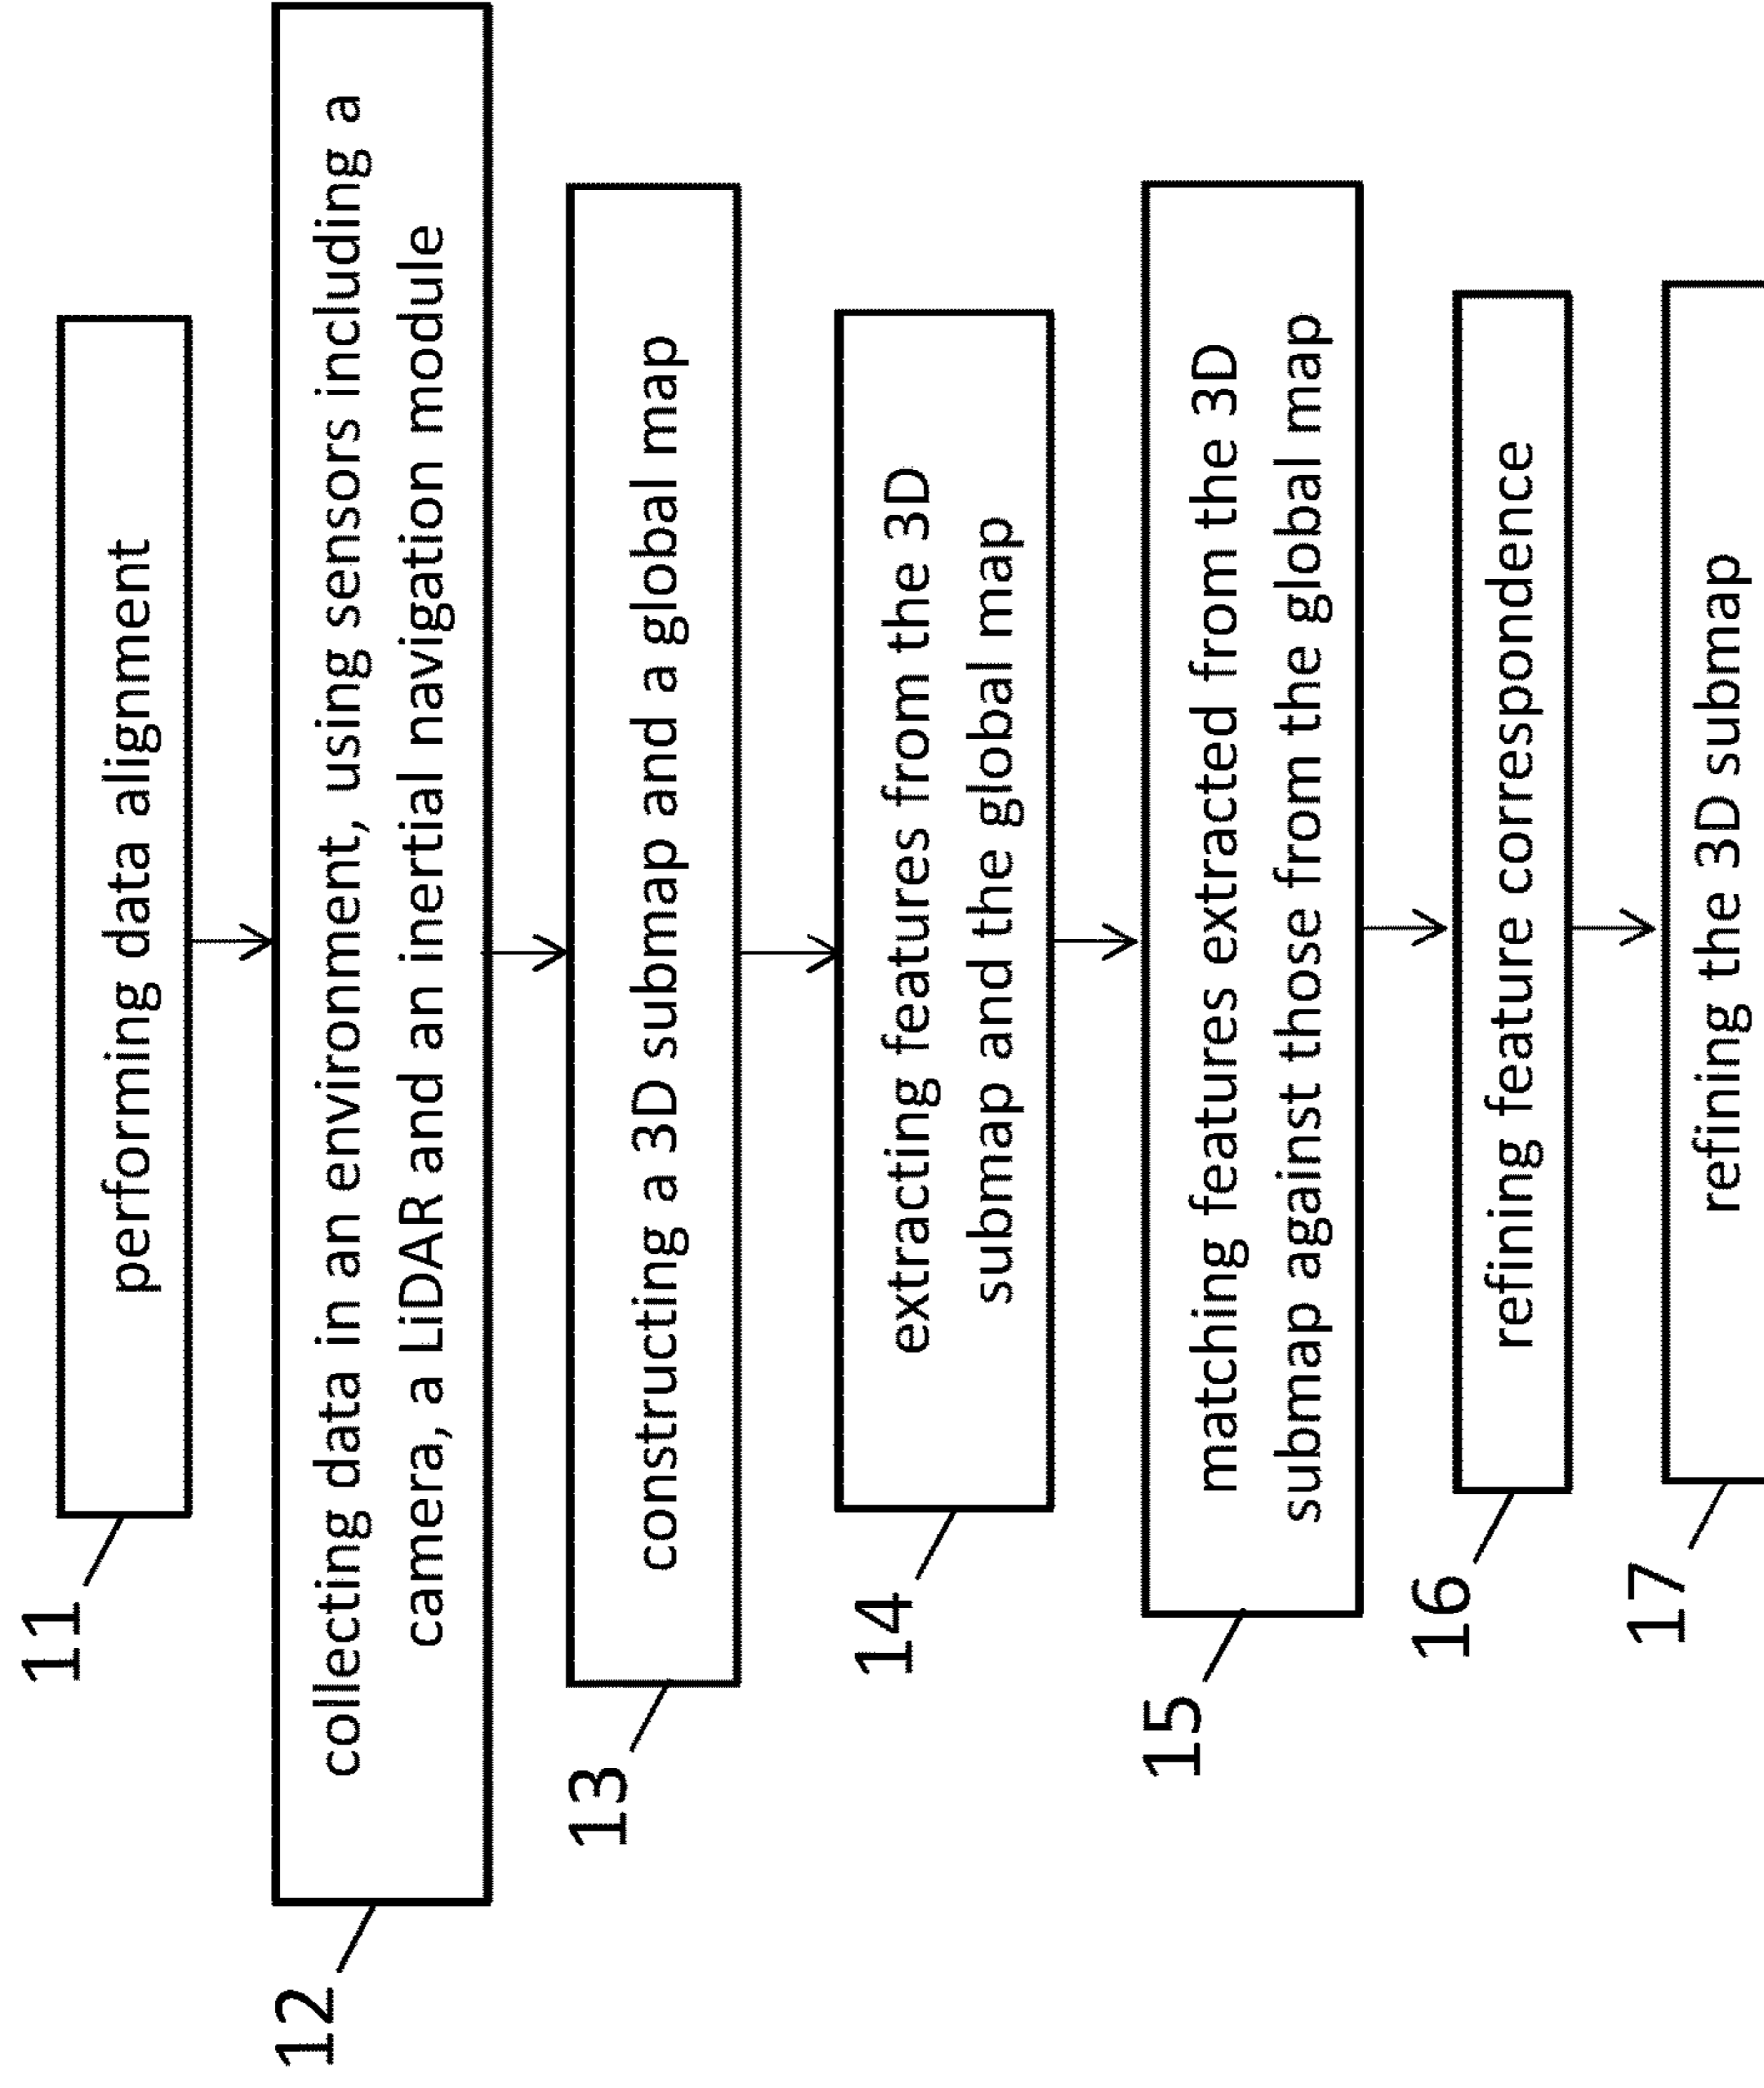 11
performing data alignment
12
collecting data in an environment, using sensors including a
camera, a LiDAR and an inertial navigation module
13
constructing a 3D submap and a global map
14
extracting features from the 3D
submap and the global map
15
matching features extracted from the 3D
submap against those from the global map
16
refining feature correspondence
17
refining the 3D submap